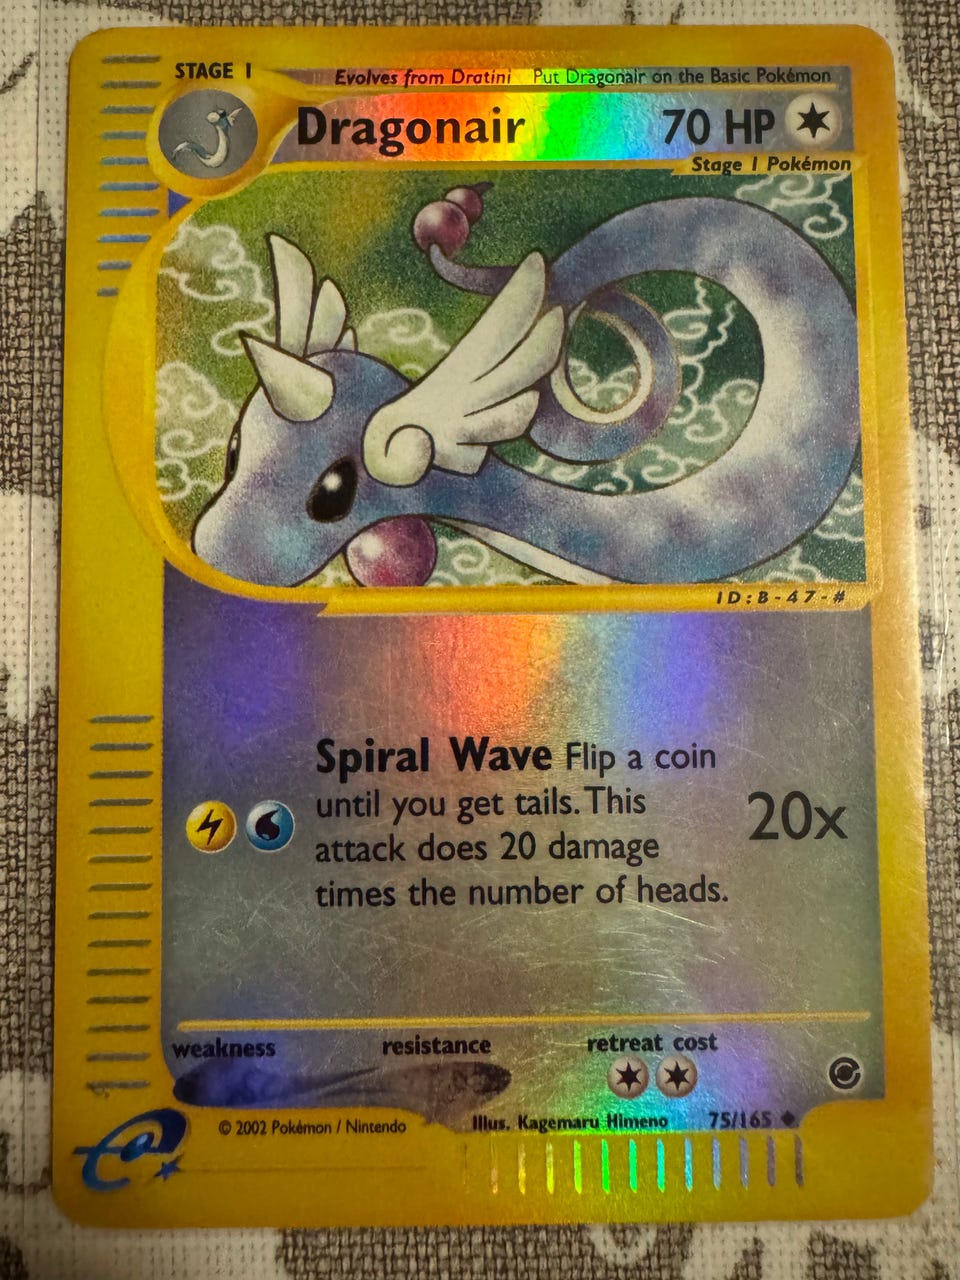 STAGE 1
Evolves from Dratini Put Dragonair on the Basic Pokémon
Dragonair 70 HP
Stage 1 Pokémon
ID:B-47-#
Spiral Wave Flip a coin
until you get tails. This
attack does 20 damage
times the number of heads.
20x
weakness resistance retreat cost
© 2002 Pokémon / Nintendo Illus. Kagemaru Himeno 75/165
e